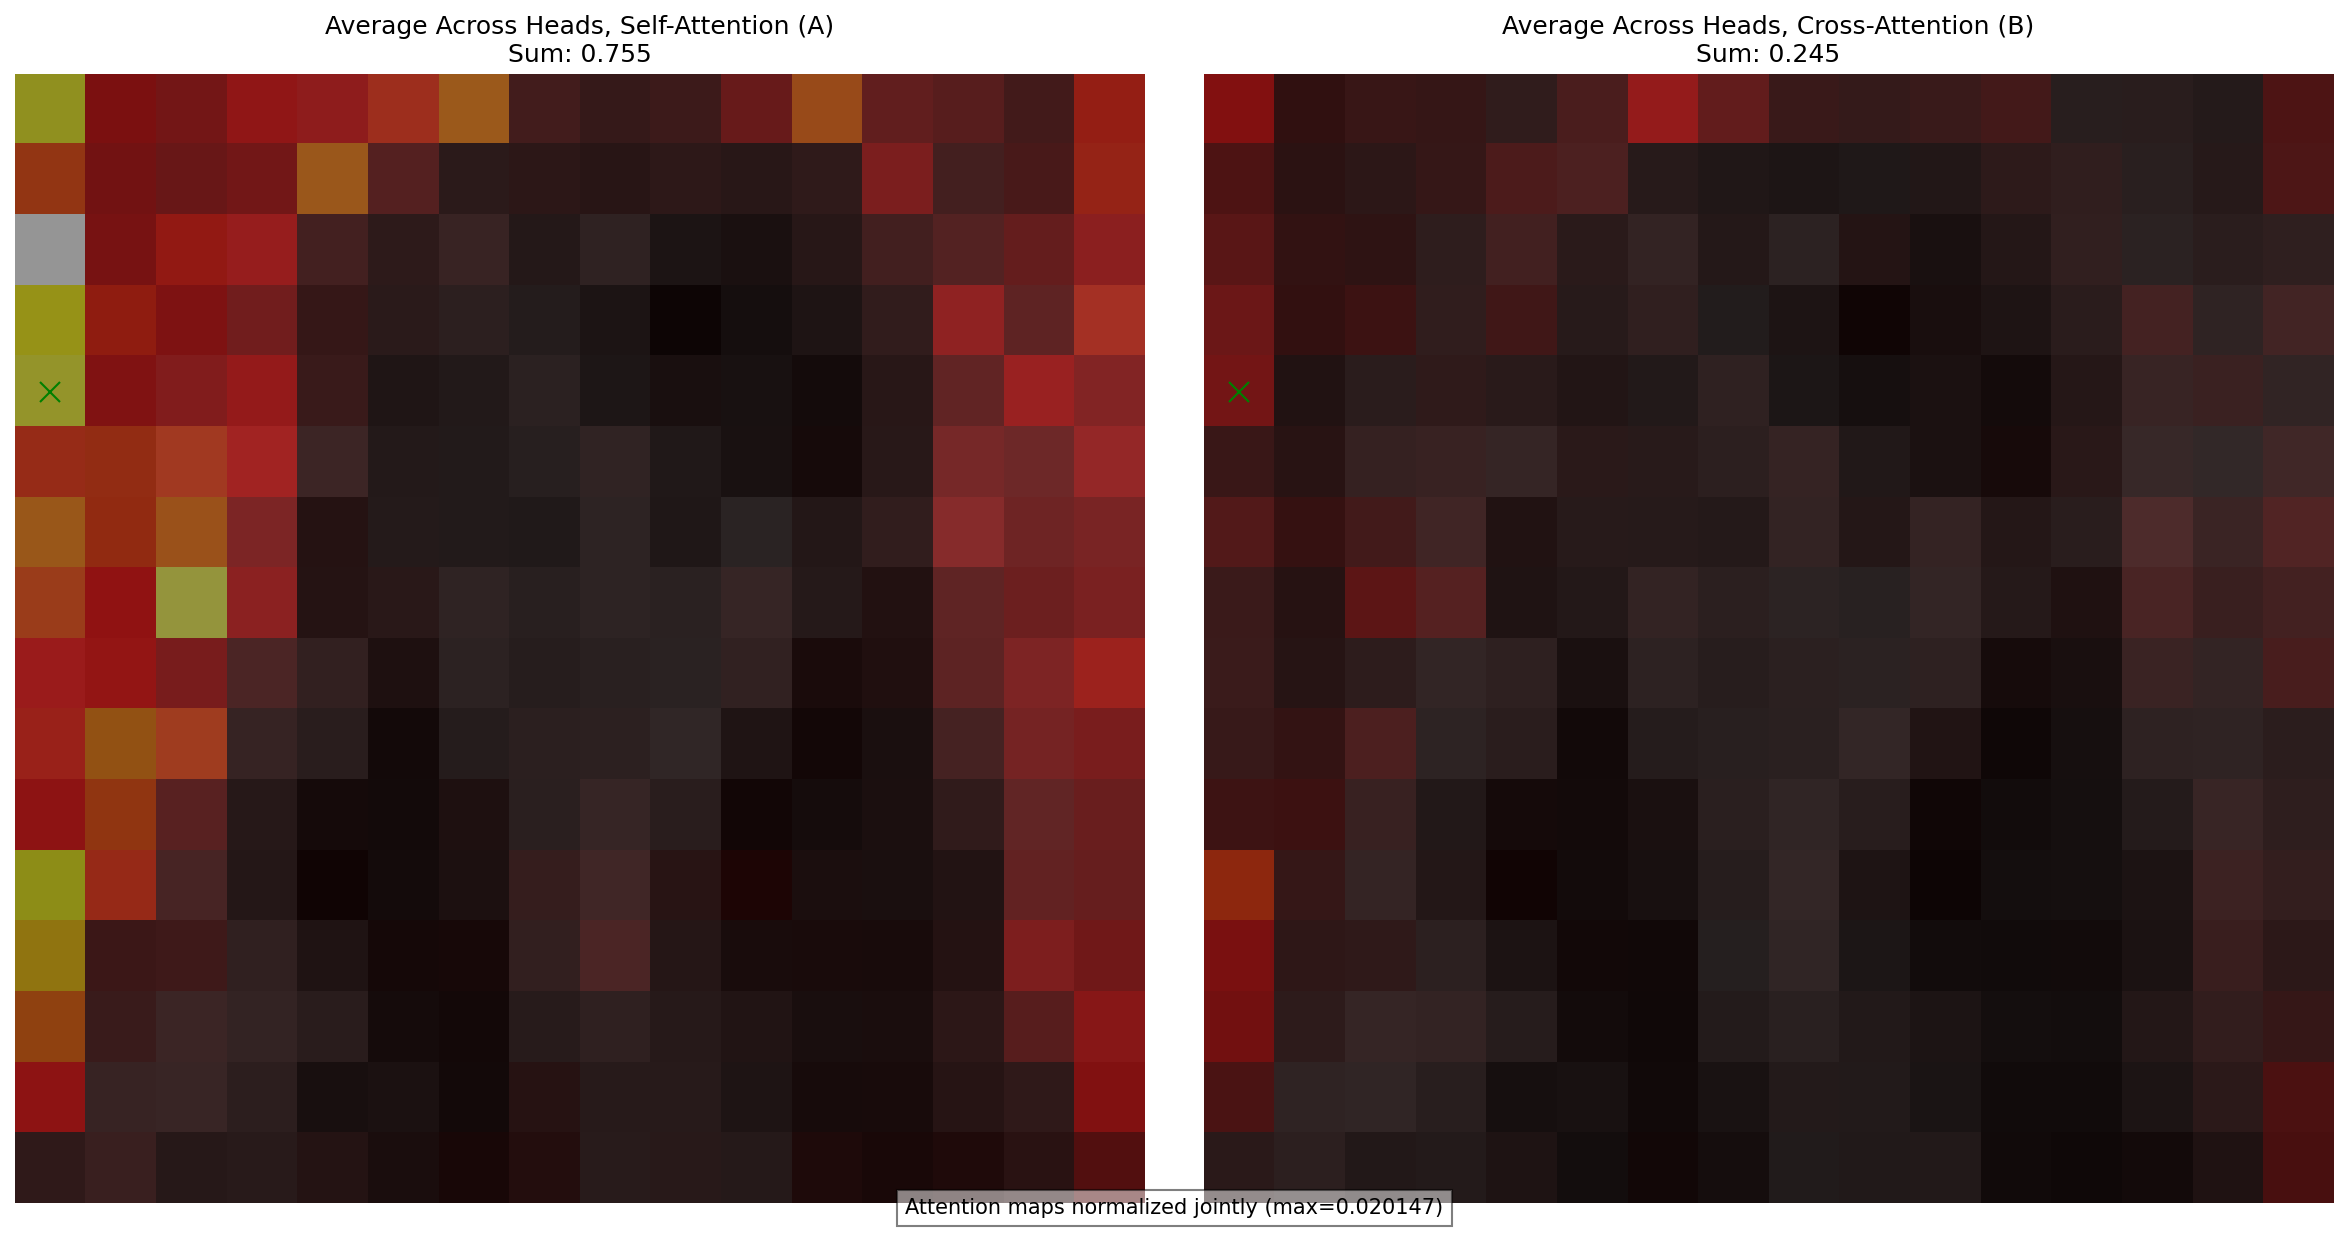 Average Across Heads, Self-Attention (A)
Sum: 0.755
Average Across Heads, Cross-Attention (B)
Sum: 0.245
Attention maps normalized jointly (max=0.020147)